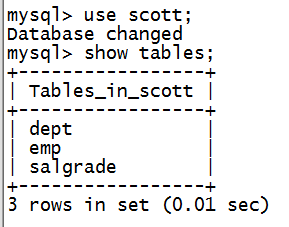 mysql> use scott;
Database changed
mysql> show tables;
+-----------------+
| Tables_in_scott |
+-----------------+
| dept            |
| emp             |
| salgrade        |
+-----------------+
3 rows in set (0.01 sec)